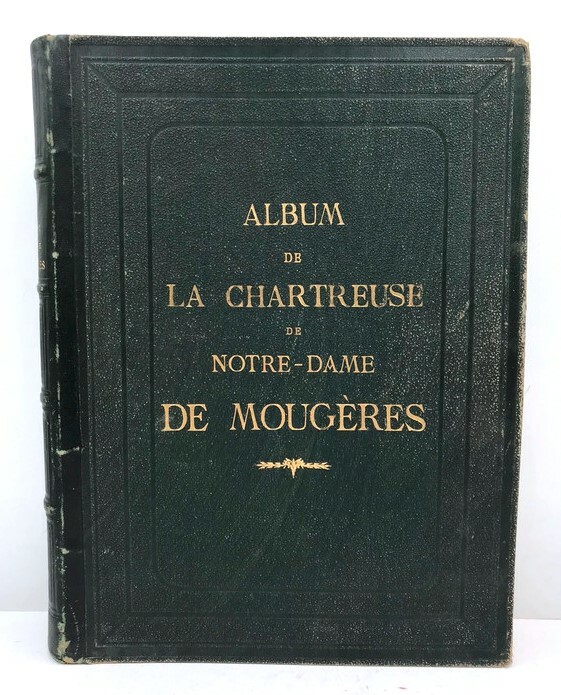 ALBUM
DE
LA CHARTREUSE
DE
NOTRE-DAME
DE MOUGÈRES